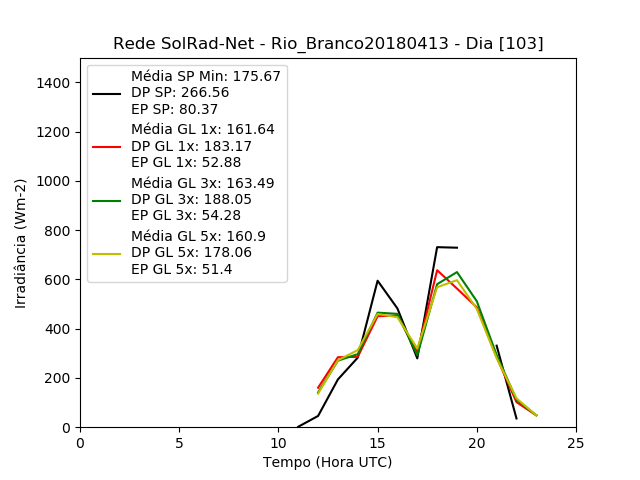 Rede SolRad-Net - Rio_Branco20180413 - Dia [103]
Média SP Min: 175.67
DP SP: 266.56
EP SP: 80.37
Média GL 1x: 161.64
DP GL 1x: 183.17
EP GL 1x: 52.88
Média GL 3x: 163.49
DP GL 3x: 188.05
EP GL 3x: 54.28
Média GL 5x: 160.9
DP GL 5x: 178.06
EP GL 5x: 51.4
Irradiância (Wm-2)
1400
1200
1000
800
600
400
200
0
0 5 10 15 20 25
Tempo (Hora UTC)